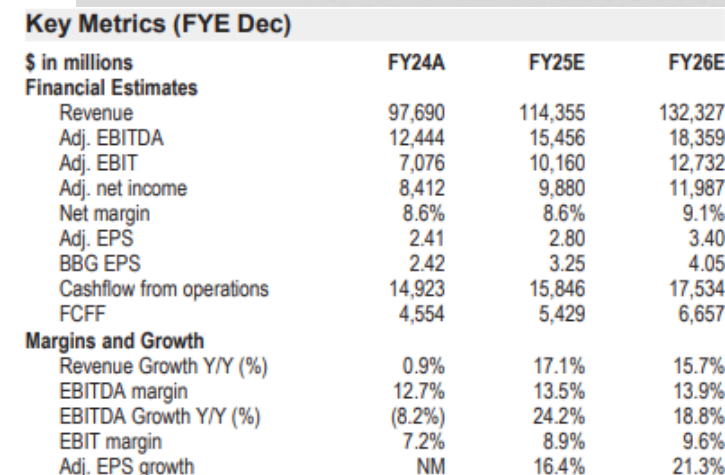 Key Metrics (FYE Dec)
$ in millions FY24A FY25E FY26E
Financial Estimates
Revenue 97,690 114,355 132,327
Adj. EBITDA 12,444 15,456 18,359
Adj. EBIT 7,076 10,160 12,732
Adj. net income 8,412 9,880 11,987
Net margin 8.6% 8.6% 9.1%
Adj. EPS 2.41 2.80 3.40
BBG EPS 2.42 3.25 4.05
Cashflow from operations 14,923 15,846 17,534
FCFF 4,554 5,429 6,657
Margins and Growth
Revenue Growth Y/Y (%) 0.9% 17.1% 15.7%
EBITDA margin 12.7% 13.5% 13.9%
EBITDA Growth Y/Y (%) (8.2%) 24.2% 18.8%
EBIT margin 7.2% 8.9% 9.6%
Adj. EPS growth NM 16.4% 21.3%